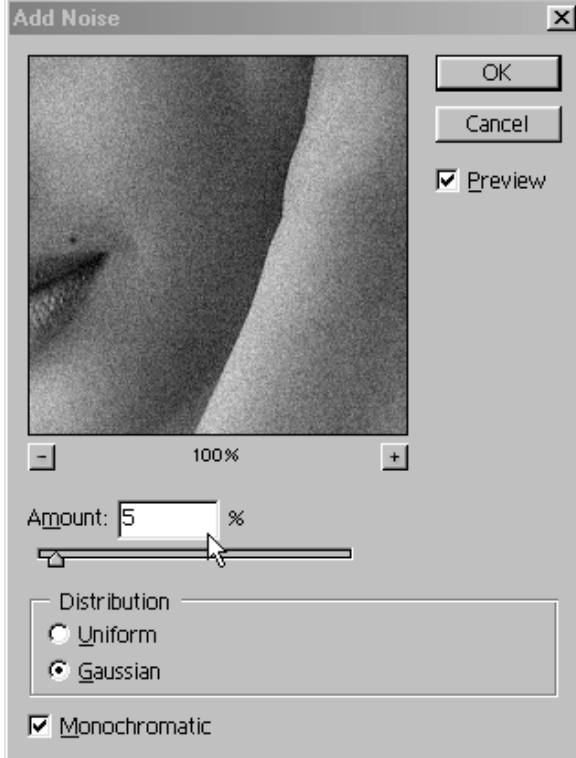 Add Noise
OK
Cancel
Preview
- 100% +
Amount: 5 %
Distribution
Uniform
Gaussian
Monochromatic